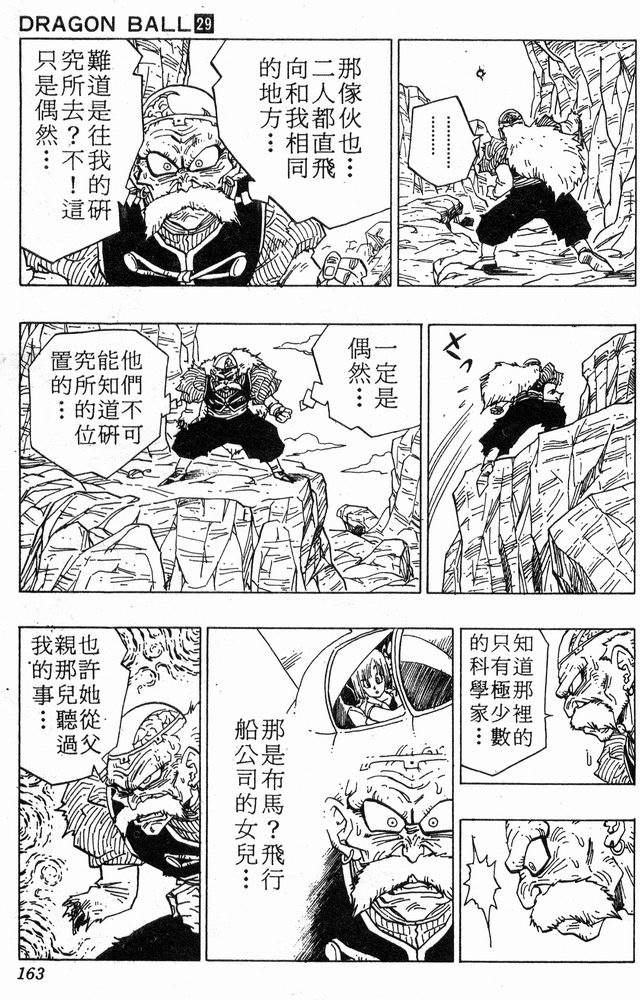 DRAGON BALL 29
………
………
那傢伙也…
二人都直飛
向和我相同
的地方…
難道是往我的研
究所去？不！這
只是偶然…
一定是
偶然…
他們不可
能知道研
究所的位
置的…
知道那裡的
只有極少數
的科學家…
那是布馬？飛行
船公司的女兒…
也許她從父
親那兒聽過
我的事…
163